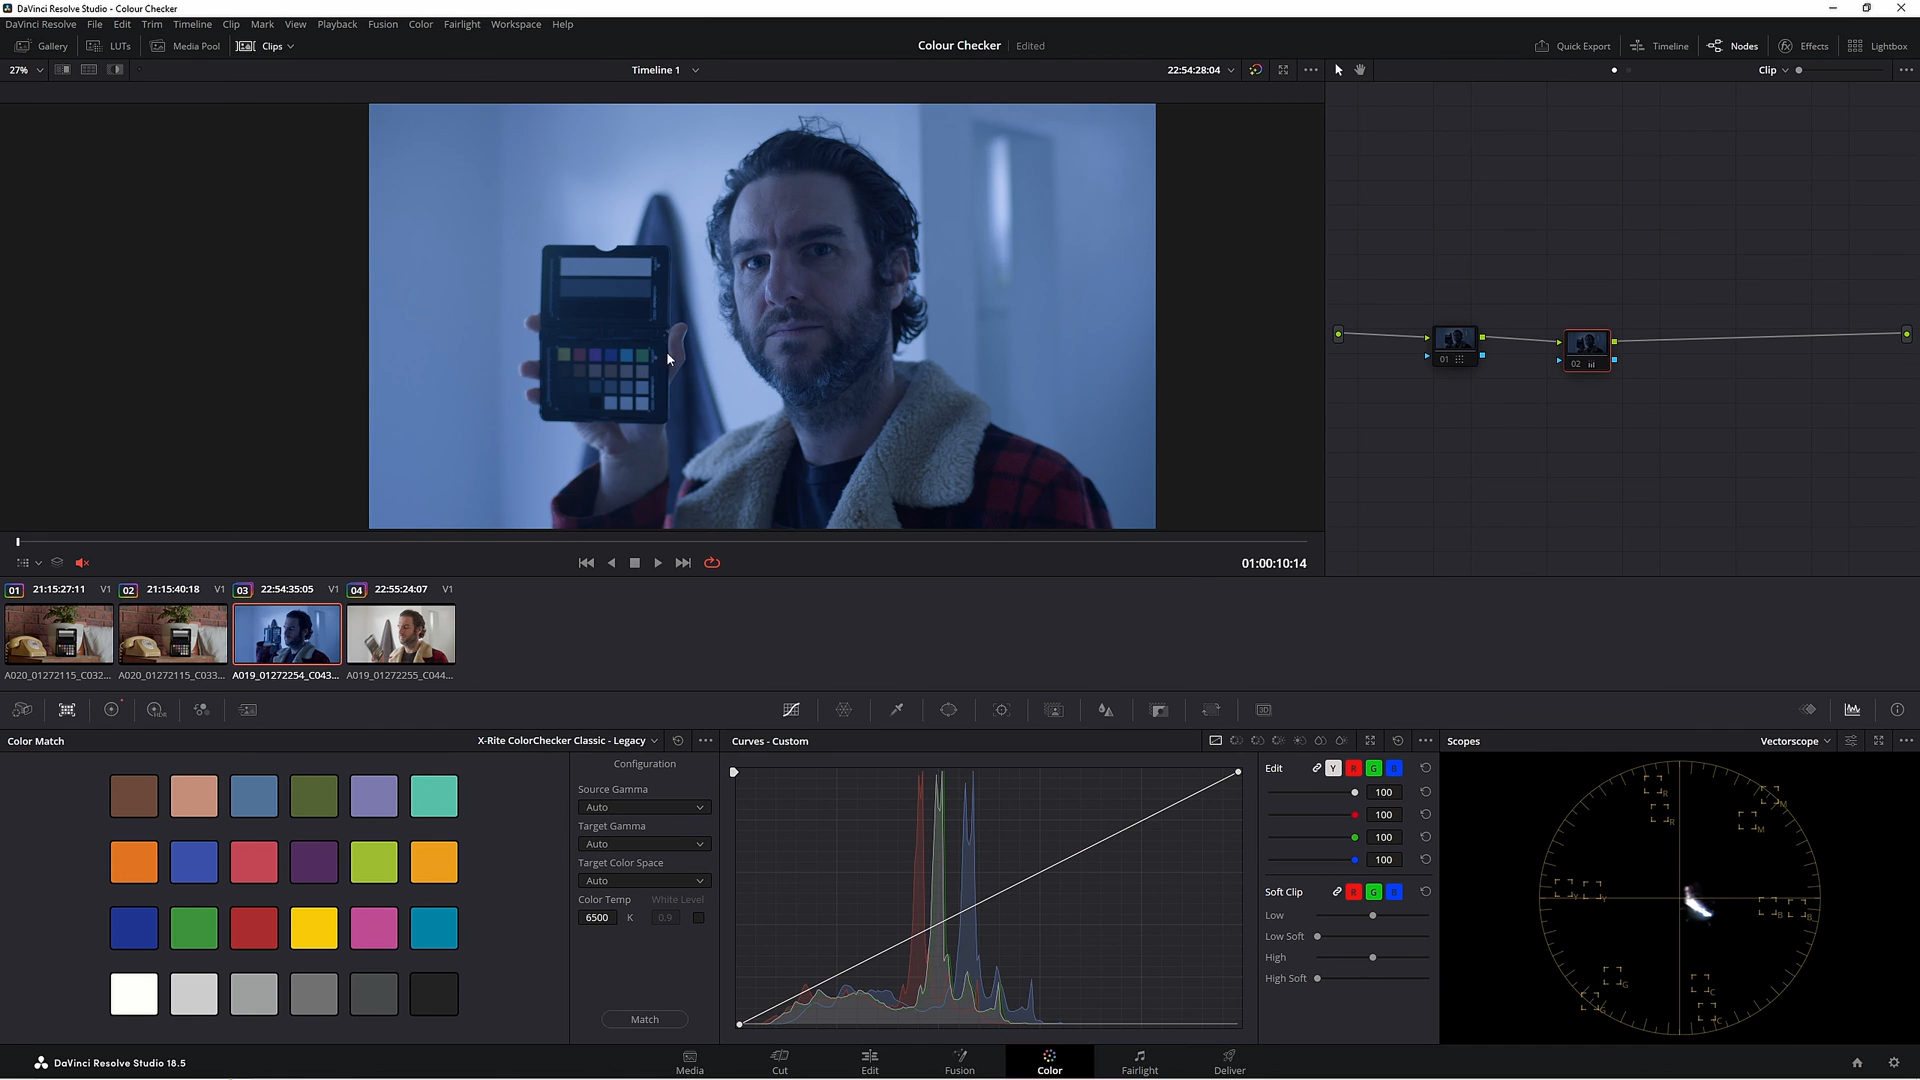 DaVinci Resolve Studio - Colour Checker
DaVinci Resolve File Edit Trim Timeline Clip Mark View Playback Fusion Color Fairlight Workspace Help
Gallery LUTs Media Pool Clips Colour Checker Edited Quick Export Timeline Nodes Effects Lightbox
27% Timeline 1 22:54:28:04 Clip
01 02
01:00:10:14
01 21:15:27:11 V1 02 21:15:40:18 V1 03 22:54:35:05 V1 04 22:55:24:07 V1
A020_01272115_C032... A020_01272115_C033... A019_01272254_C043... A019_01272255_C044...
HDR 3D
Color Match X-Rite ColorChecker Classic - Legacy Curves - Custom Scopes Vectorscope
Configuration
Source Gamma
Auto
Target Gamma
Auto
Target Color Space
Auto
Color Temp White Level
6500 K 0.9
Match
Edit Y R G B
100
100
100
100
Soft Clip R G B
Low
Low Soft
High
High Soft
R M
R M
Y Y B B
G C
G C
DaVinci Resolve Studio 18.5 Media Cut Edit Fusion Color Fairlight Deliver